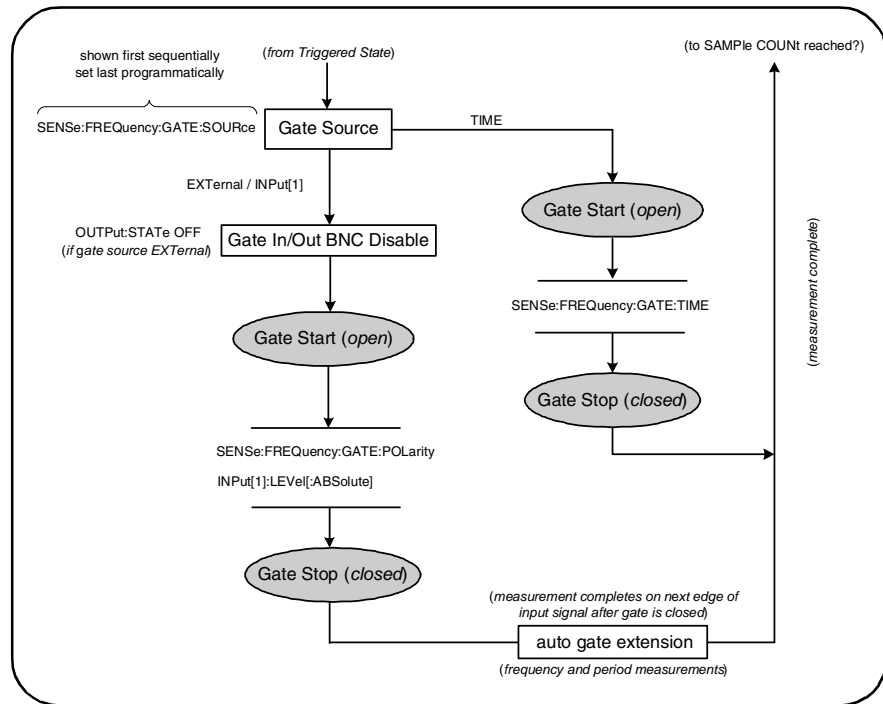 shown first sequentially
set last programmatically
(from Triggered State)
(to SAMPle COUNt reached?)
SENSe:FREQuency:GATE:SOURce
Gate Source
TIME
EXTernal / INPut[1]
Gate Start (open)
OUTPut:STATe OFF
(if gate source EXTernal)
Gate In/Out BNC Disable
SENSe:FREQuency:GATE:TIME
(measurement complete)
Gate Start (open)
Gate Stop (closed)
SENSe:FREQuency:GATE:POLarity
INPut[1]:LEVel[:ABSolute]
Gate Stop (closed)
(measurement completes on next edge of
input signal after gate is closed)
auto gate extension
(frequency and period measurements)